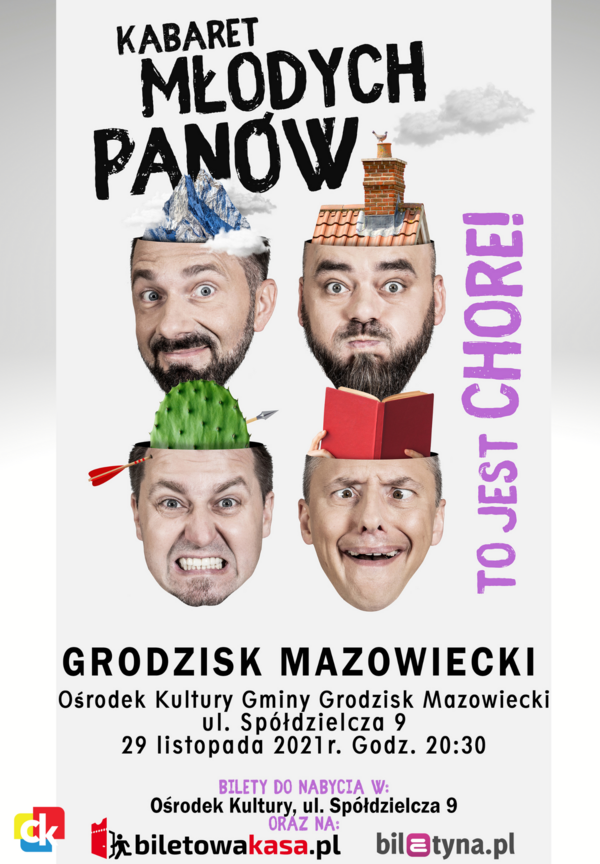 KABARET
MŁODYCH
PANÓW
TO JEST CHORE!
GRODZISK MAZOWIECKI
Ośrodek Kultury Gminy Grodzisk Mazowiecki
ul. Spółdzielcza 9
29 listopada 2021r. Godz. 20:30
BILETY DO NABYCIA W:
Ośrodek Kultury, ul. Spółdzielcza 9
ORAZ NA:
ck
biletowakasa.pl
biletyna.pl